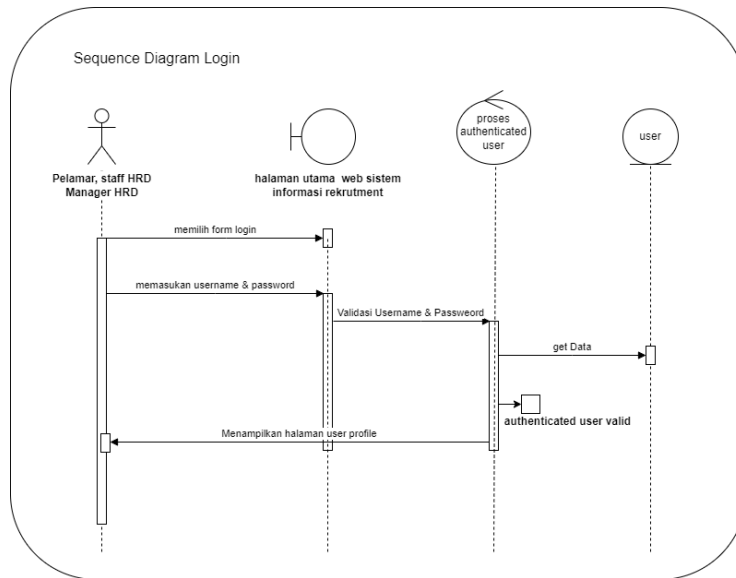 Sequence Diagram Login
proses
authenticated
user
user
Pelamar, staff HRD
Manager HRD
halaman utama web sistem
informasi rekrutment
memilih form login
memasukan username & password
Validasi Username & Passweord
get Data
authenticated user valid
Menampilkan halaman user profile